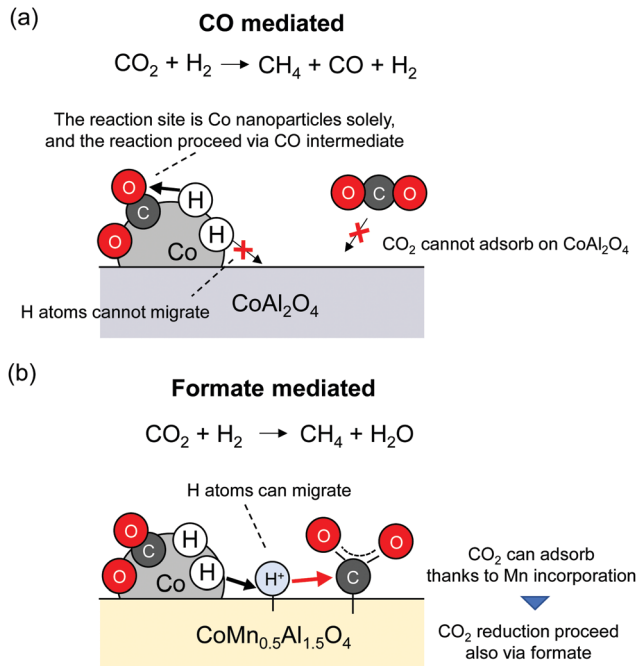 (a)
CO mediated
CO₂ + H₂ → CH₄ + CO + H₂
The reaction site is Co nanoparticles solely,
and the reaction proceed via CO intermediate
O
H
O C O
C
H
O
Co
CO₂ cannot adsorb on CoAl₂O₄
H atoms cannot migrate
CoAl₂O₄
(b)
Formate mediated
CO₂ + H₂ → CH₄ + H₂O
H atoms can migrate
O
H
O
O
C
H
O
Co
H⁺
C
CO₂ can adsorb
thanks to Mn incorporation
CoMn₀.₅Al₁.₅O₄
CO₂ reduction proceed
also via formate